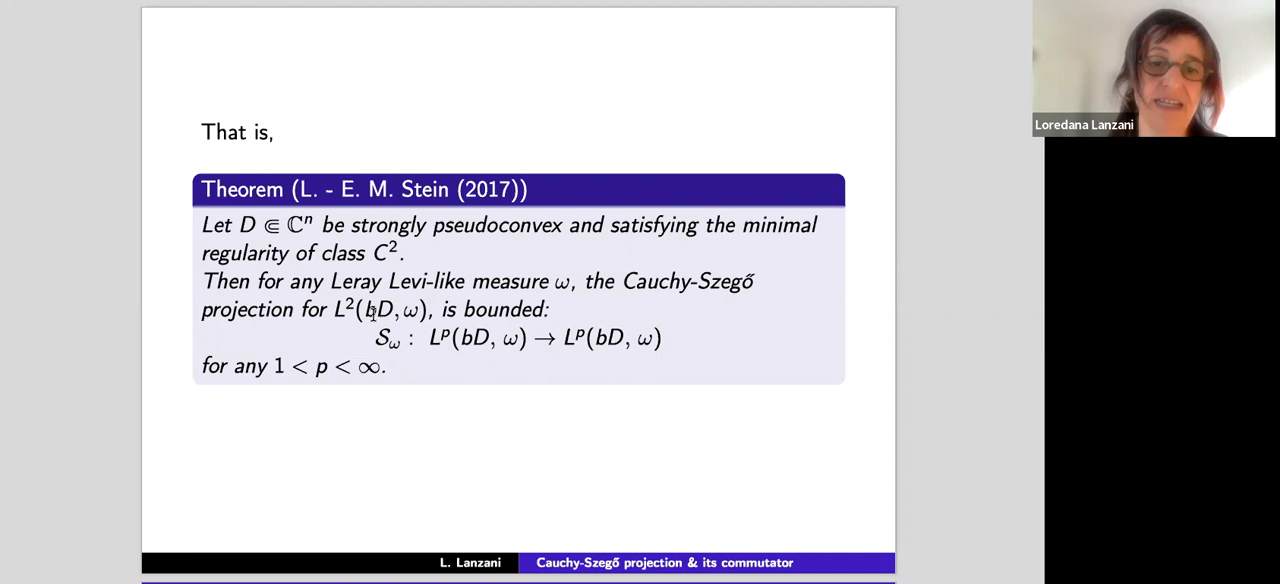 That is,
Theorem (L. - E. M. Stein (2017))
Let D ⋐ ℂⁿ be strongly pseudoconvex and satisfying the minimal
regularity of class C².
Then for any Leray Levi-like measure ω, the Cauchy-Szegő
projection for L²(bD, ω), is bounded:
𝒮_ω : Lᵖ(bD, ω) → Lᵖ(bD, ω)
for any 1 < p < ∞.
L. Lanzani Cauchy-Szegő projection & its commutator
Loredana Lanzani